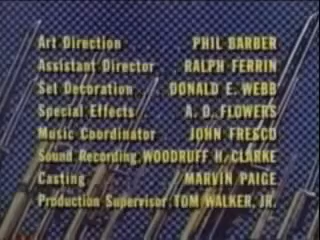 Art Direction PHIL BARBER
Assistant Director RALPH FERRIN
Set Decoration . . DONALD E. WEBB
Special Effects . A. D. FLOWERS
Music Coordinator JOHN FRESCO
Sound Recording, WOODRUFF H. CLARKE
Casting MARVIN PAIGE
Production Supervisor TOM WALKER, JR.